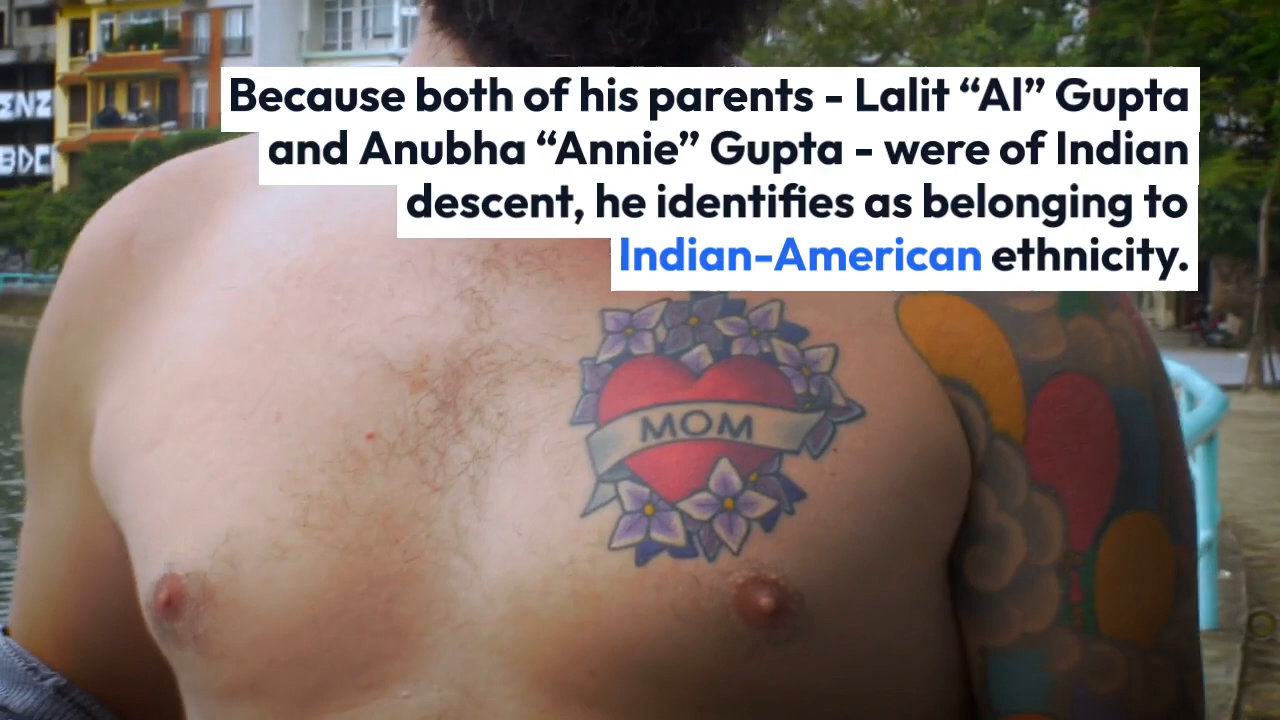 Because both of his parents - Lalit “Al” Gupta
and Anubha “Annie” Gupta - were of Indian
descent, he identifies as belonging to
Indian-American ethnicity.
MOM